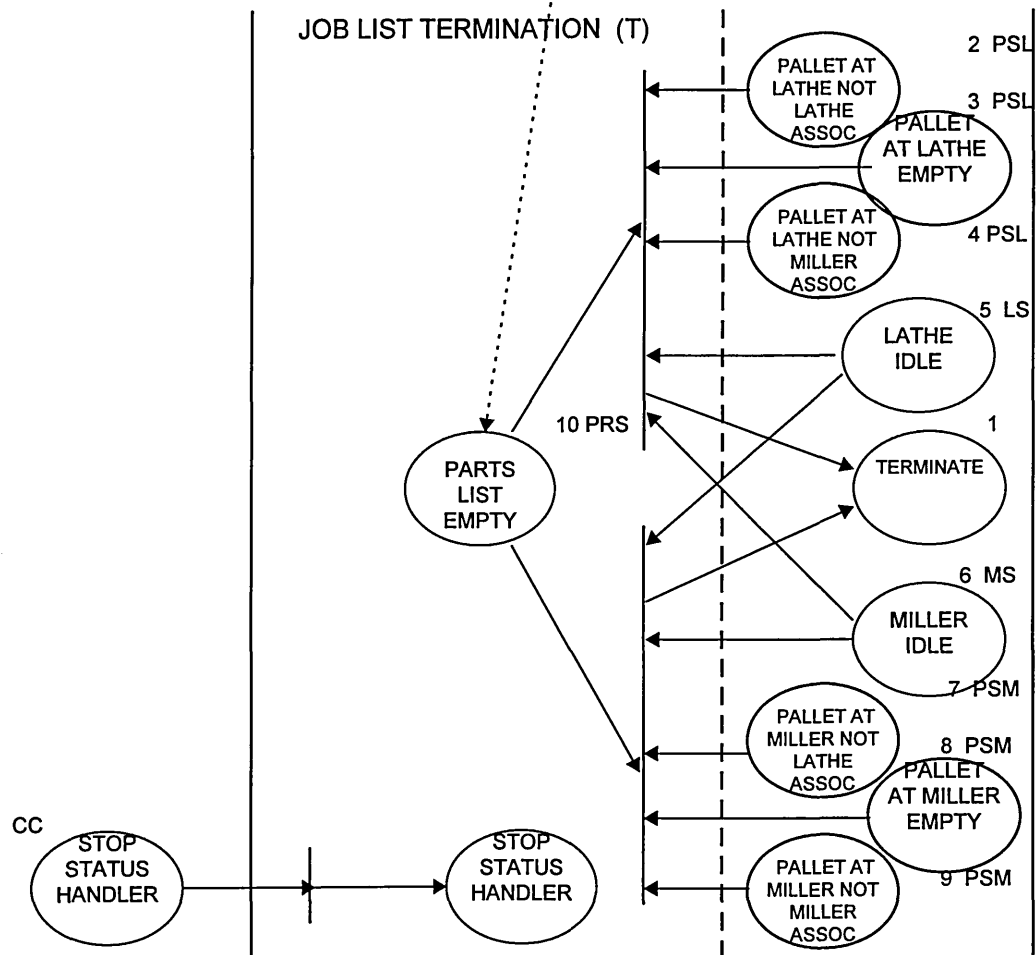 JOB LIST TERMINATION (T)
2 PSL
PALLET AT
LATHE NOT
LATHE
ASSOC
3 PSL
PALLET
AT LATHE
EMPTY
PALLET AT
LATHE NOT
MILLER
ASSOC
4 PSL
5 LS
LATHE
IDLE
10 PRS
1
TERMINATE
PARTS
LIST
EMPTY
6 MS
MILLER
IDLE
7 PSM
PALLET AT
MILLER NOT
LATHE
ASSOC
8 PSM
PALLET
AT MILLER
EMPTY
CC
STOP
STATUS
HANDLER
STOP
STATUS
HANDLER
PALLET AT
MILLER NOT
MILLER
ASSOC
9 PSM